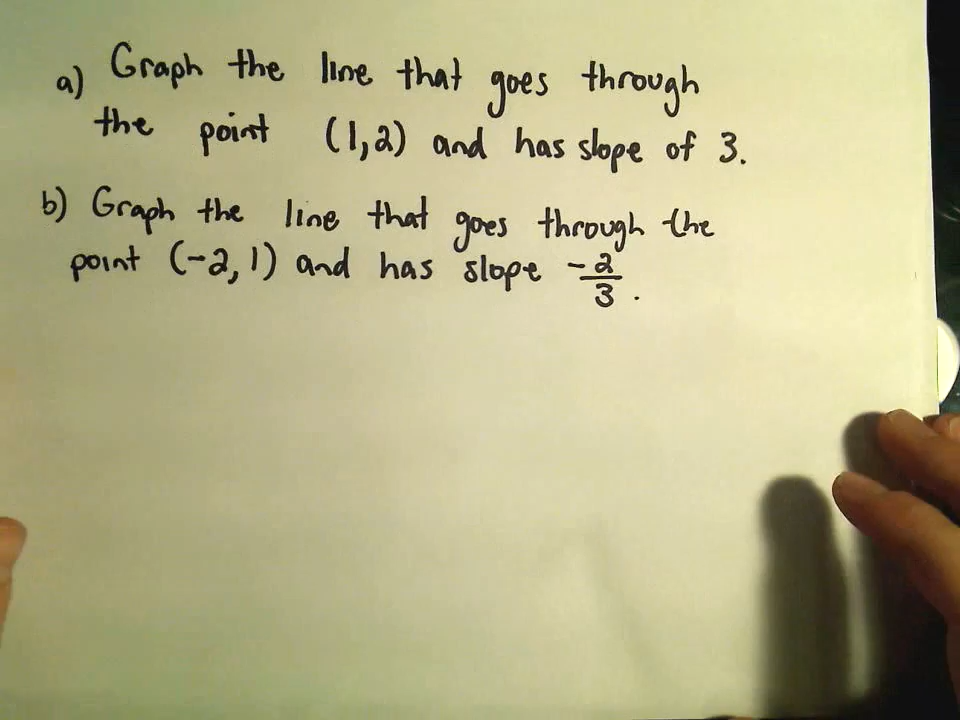 a) Graph the line that goes through
the point (1,2) and has slope of 3.
b) Graph the line that goes through the
point (-2,1) and has slope -2/3.